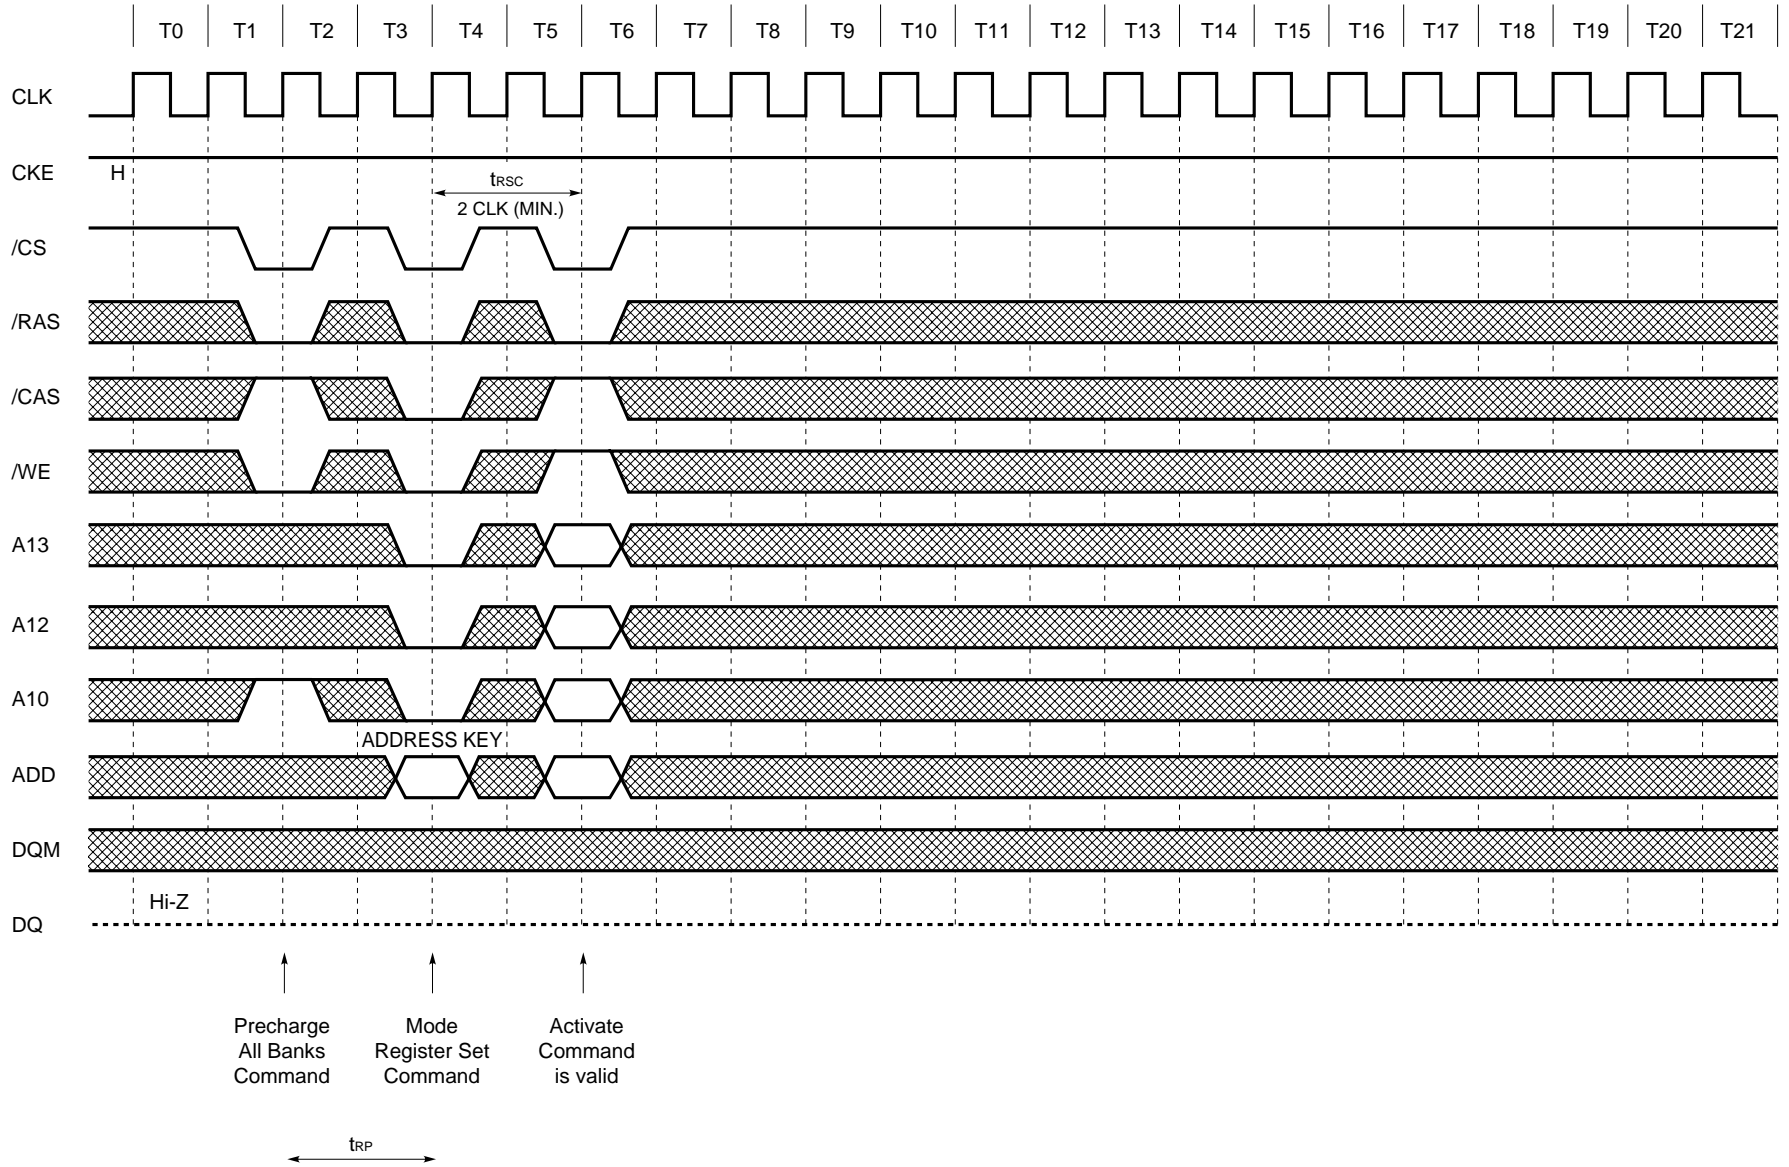 T0 T1 T2 T3 T4 T5 T6 T7 T8 T9 T10 T11 T12 T13 T14 T15 T16 T17 T18 T19 T20 T21
CLK
CKE H
tRSC
2 CLK (MIN.)
/CS
/RAS
/CAS
/WE
A13
A12
A10
ADDRESS KEY
ADD
DQM
Hi-Z
DQ
Precharge
All Banks
Command
Mode
Register Set
Command
Activate
Command
is valid
tRP